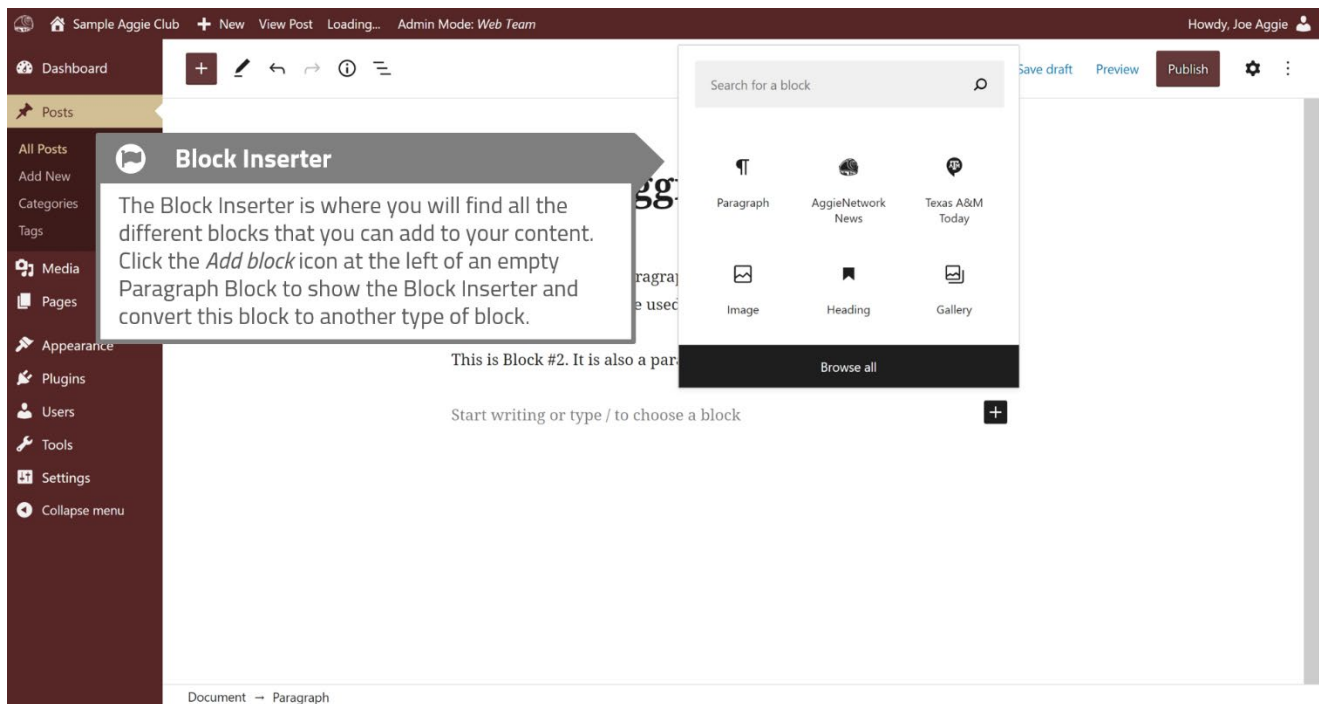 Sample Aggie Club
New
View Post
Loading...
Admin Mode: Web Team
Howdy, Joe Aggie
Dashboard
Posts
All Posts
Add New
Categories
Tags
Media
Pages
Appearance
Plugins
Users
Tools
Settings
Collapse menu
Save draft
Preview
Publish
Block Inserter
The Block Inserter is where you will find all the
different blocks that you can add to your content.
Click the Add block icon at the left of an empty
Paragraph Block to show the Block Inserter and
convert this block to another type of block.
used
This is Block #2. It is also a par
Start writing or type / to choose a block
Search for a block
Paragraph
AggieNetwork
News
Texas A&M
Today
Image
Heading
Gallery
Browse all
Document → Paragraph